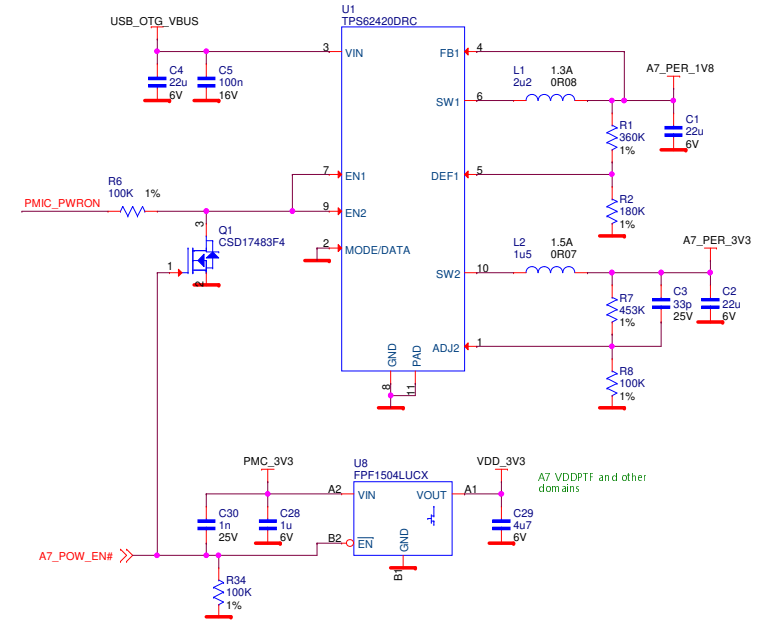 USB_OTG_VBUS
U1
TPS62420DRC
3
VIN
FB1
4
C4
22u
6V
C5
100n
16V
SW1
6
L1
2u2
1.3A
0R08
A7_PER_1V8
C1
22u
6V
R1
360K
1%
7
EN1
DEF1
5
R6
100K
1%
PMIC_PWRON
9
EN2
R2
180K
1%
3
Q1
CSD17483F4
1
2
2
MODE/DATA
SW2
10
L2
1u5
1.5A
0R07
A7_PER_3V3
R7
453K
1%
C3
33p
25V
C2
22u
6V
ADJ2
1
GND
PAD
8
11
R8
100K
1%
PMC_3V3
U8
FPF1504LUCX
VDD_3V3
A7 VDDPTF and other
domains
A2
VIN
VOUT
A1
C30
1n
25V
C28
1u
6V
C29
4u7
6V
B2
EN
GND
B1
A7_POW_EN#
R34
100K
1%